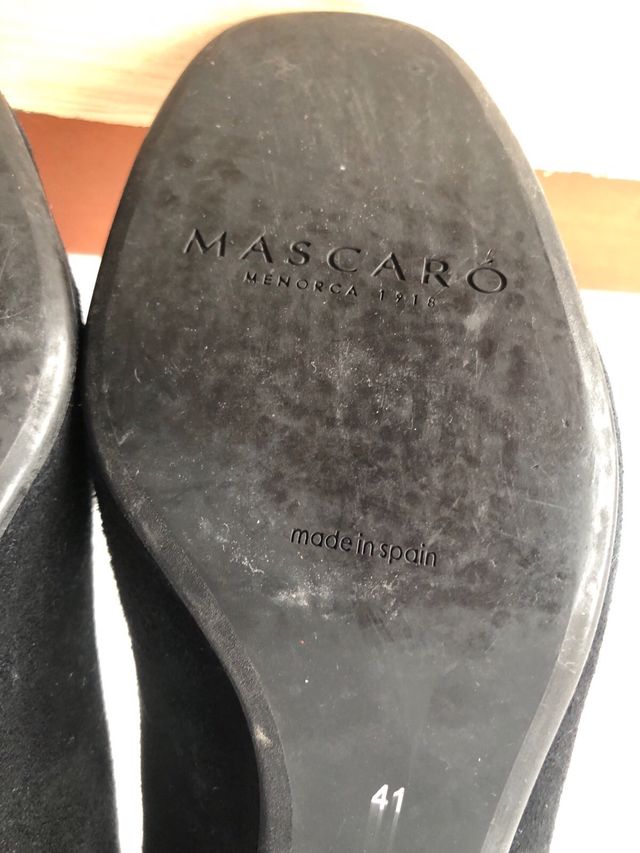 MASCARÓ
MENORCA 1918
made in spain
41